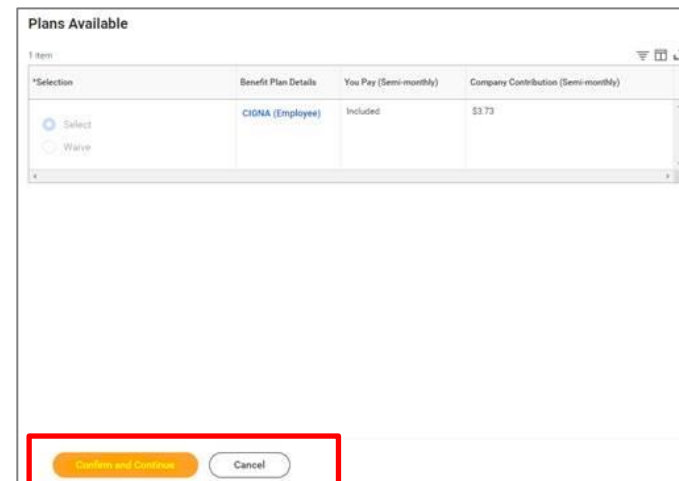 Plans Available
1 item
*Selection Benefit Plan Details You Pay (Semi-monthly) Company Contribution (Semi-monthly)
Select CIGNA (Employee) Included $3.73
Waive
Confirm and Continue Cancel